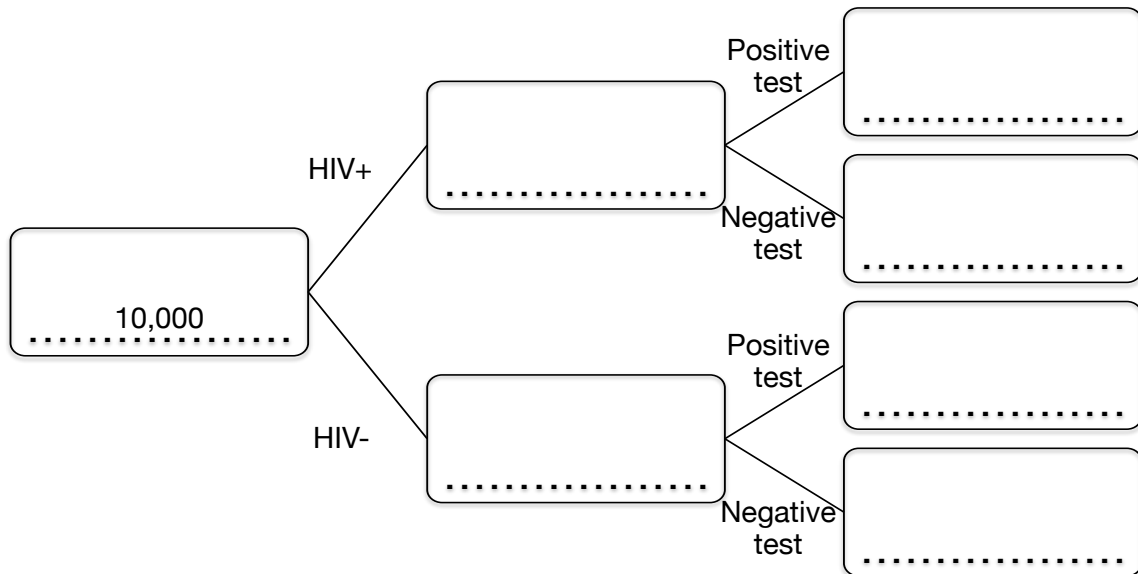 Positive
test
HIV+
Negative
test
10,000
Positive
test
HIV-
Negative
test